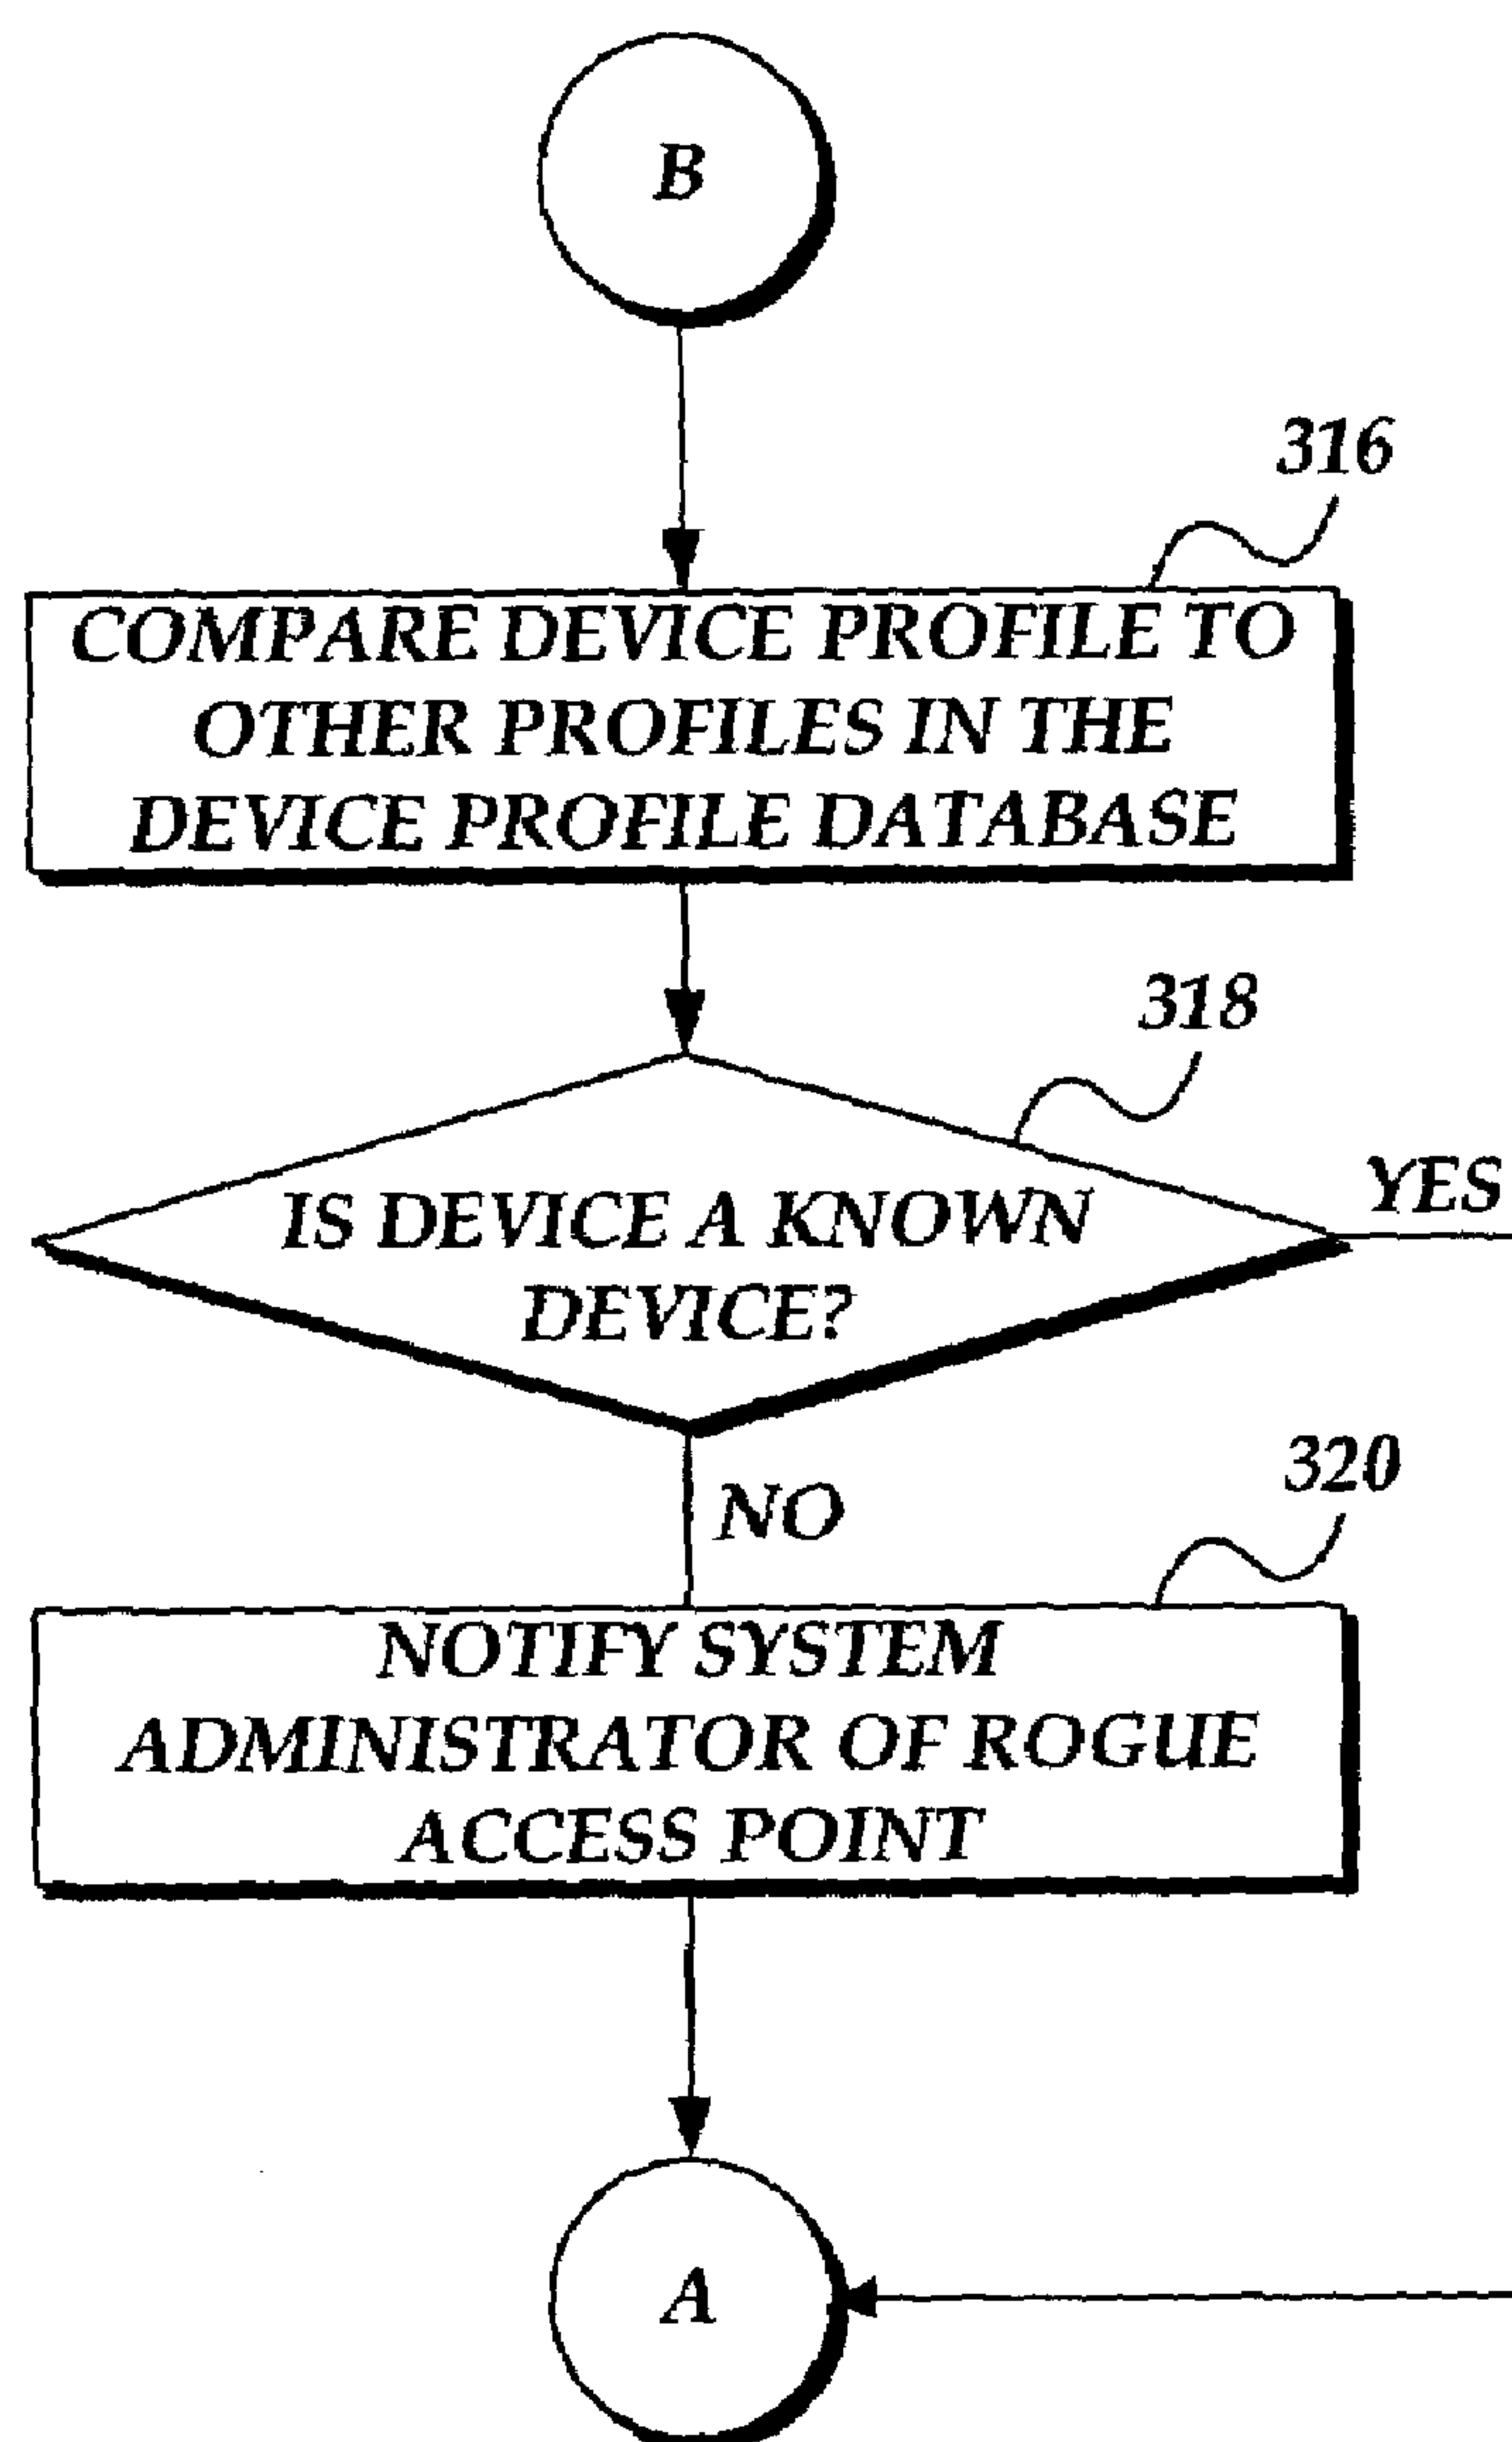 B
316
COMPARE DEVICE PROFILE TO
OTHER PROFILES IN THE
DEVICE PROFILE DATABASE
318
YES
IS DEVICE A KNOWN
DEVICE?
NO
320
NOTIFY SYSTEM
ADMINISTRATOR OF ROGUE
ACCESS POINT
A